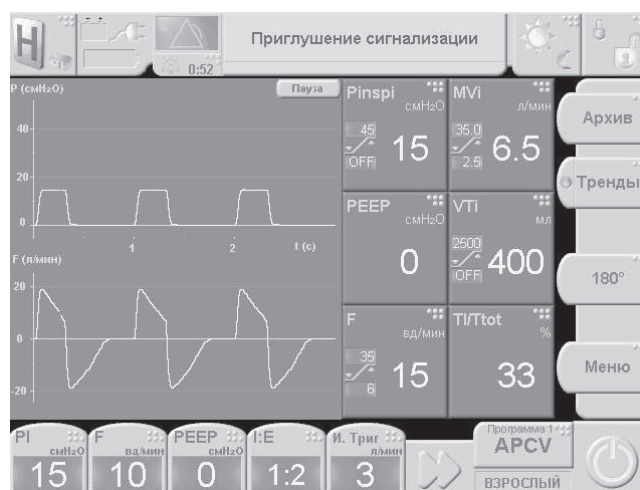 H
Приглушение сигнализации
0:52
P (смH2O)
Пауза
40
20
0
1
2
t (c)
F (л/мин)
20
0
-20
Pinspi
смH2O
45
OFF
15
MVi
л/мин
35.0
2.5
6.5
PEEP
смH2O
0
VTi
мл
2500
OFF
400
F
вд/мин
35
6
15
TI/Ttot
%
33
Архив
Тренды
180°
Меню
PI
смH2O
15
F
вд/мин
10
PEEP
смH2O
0
I:E
1:2
И. Триг
л/мин
3
Программа 1
APCV
ВЗРОСЛЫЙ